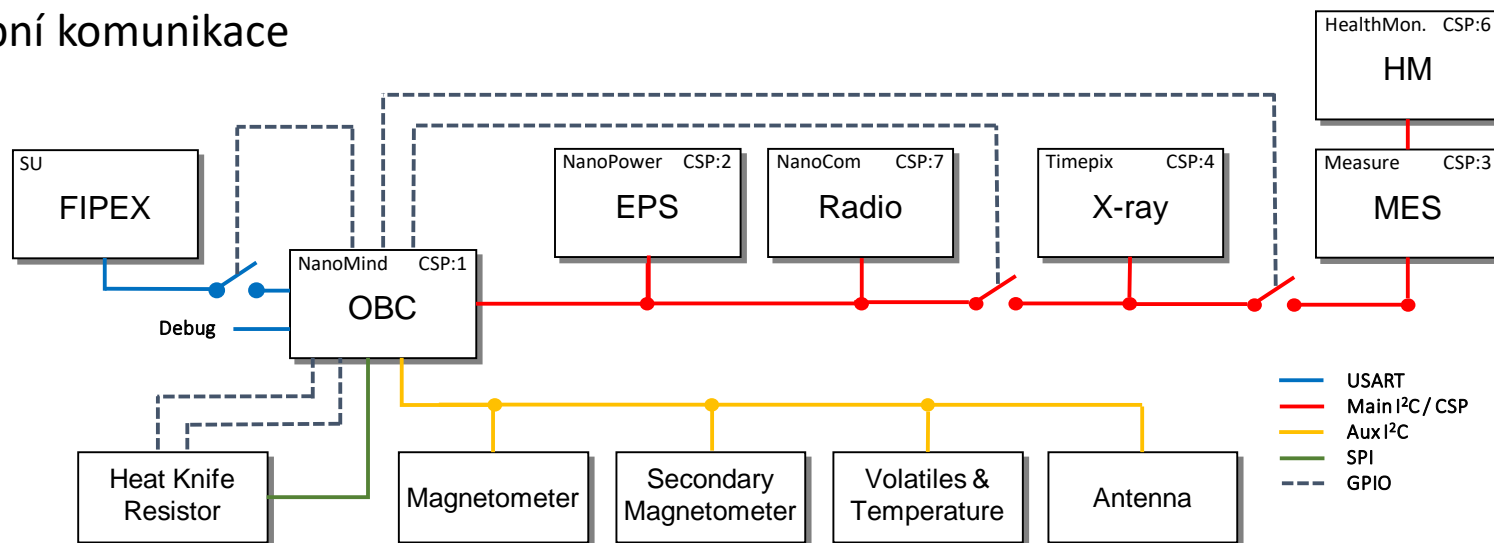 komunikace
HealthMon. CSP:6
HM
SU
FIPEX
NanoPower CSP:2
EPS
NanoCom CSP:7
Radio
Timepix CSP:4
X-ray
Measure CSP:3
MES
NanoMind CSP:1
OBC
Debug
USART
Main I²C / CSP
Aux I²C
SPI
GPIO
Heat Knife
Resistor
Magnetometer
Secondary
Magnetometer
Volatiles &
Temperature
Antenna